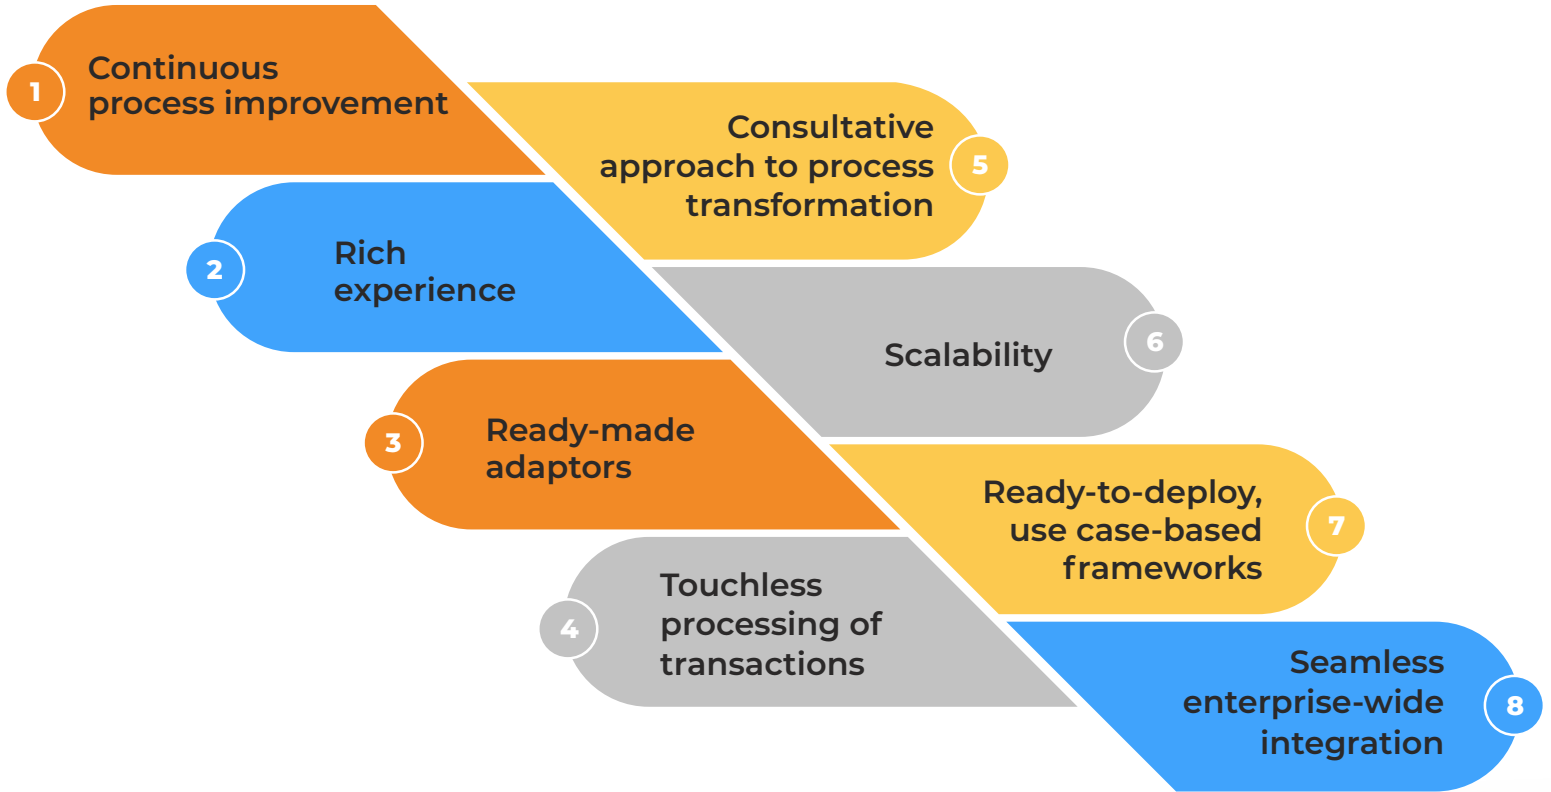 1
Continuous
process improvement
2
Rich
experience
3
Ready-made
adaptors
4
Touchless
processing of
transactions
Consultative
approach to process
transformation
5
Scalability
6
Ready-to-deploy,
use case-based
frameworks
7
Seamless
enterprise-wide
integration
8